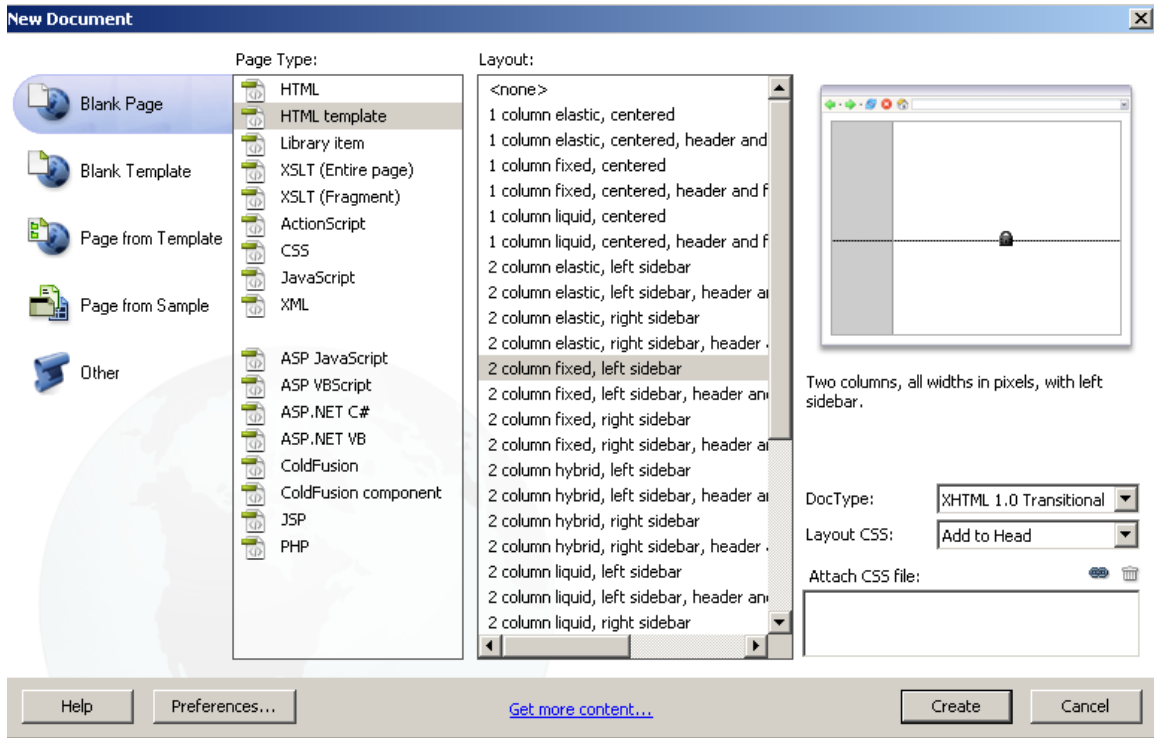 New Document
Blank Page
Blank Template
Page from Template
Page from Sample
Other
Page Type:
HTML
HTML template
Library item
XSLT (Entire page)
XSLT (Fragment)
ActionScript
CSS
JavaScript
XML
ASP JavaScript
ASP VBScript
ASP.NET C#
ASP.NET VB
ColdFusion
ColdFusion component
JSP
PHP
Layout:
<none>
1 column elastic, centered
1 column elastic, centered, header and
1 column fixed, centered
1 column fixed, centered, header and f
1 column liquid, centered
1 column liquid, centered, header and f
2 column elastic, left sidebar
2 column elastic, left sidebar, header a
2 column elastic, right sidebar
2 column elastic, right sidebar, header
2 column fixed, left sidebar
2 column fixed, left sidebar, header an
2 column fixed, right sidebar
2 column fixed, right sidebar, header a
2 column hybrid, left sidebar
2 column hybrid, left sidebar, header a
2 column hybrid, right sidebar
2 column hybrid, right sidebar, header
2 column liquid, left sidebar
2 column liquid, left sidebar, header an
2 column liquid, right sidebar
Two columns, all widths in pixels, with left
sidebar.
DocType: XHTML 1.0 Transitional
Layout CSS: Add to Head
Attach CSS file:
Help
Preferences...
Get more content...
Create
Cancel